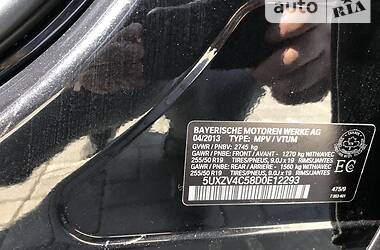 auto RIA
BAYERISCHE MOTOREN WERKE AG
04/2013 TYPE: MPV / VTUM
GVWR / PNBV: 2745 kg
GAWR / PNBE: FRONT / AVANT - 1270 kg WITH/AVEC
255/50 R19 TIRES/PNEUS, 9.0J x 19 RIMS/JANTES
GAWR / PNBE: REAR / ARRIERE - 1560 kg WITH/AVEC
255/50 R19 TIRES/PNEUS, 9.0J x 19 RIMS/JANTES
5UXZV4C58D0E12293
EC
475/9